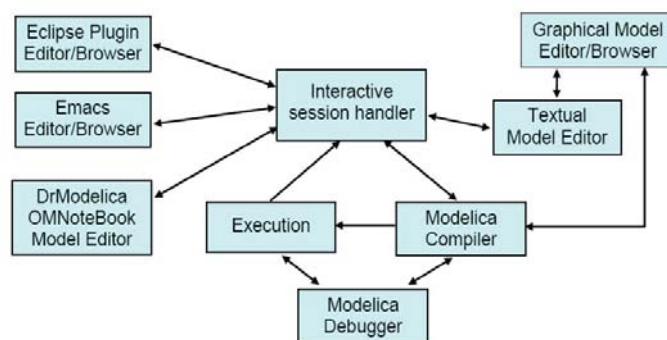 Eclipse Plugin
Editor/Browser
Emacs
Editor/Browser
DrModelica
OMNoteBook
Model Editor
Interactive
session handler
Graphical Model
Editor/Browser
Textual
Model Editor
Execution
Modelica
Compiler
Modelica
Debugger